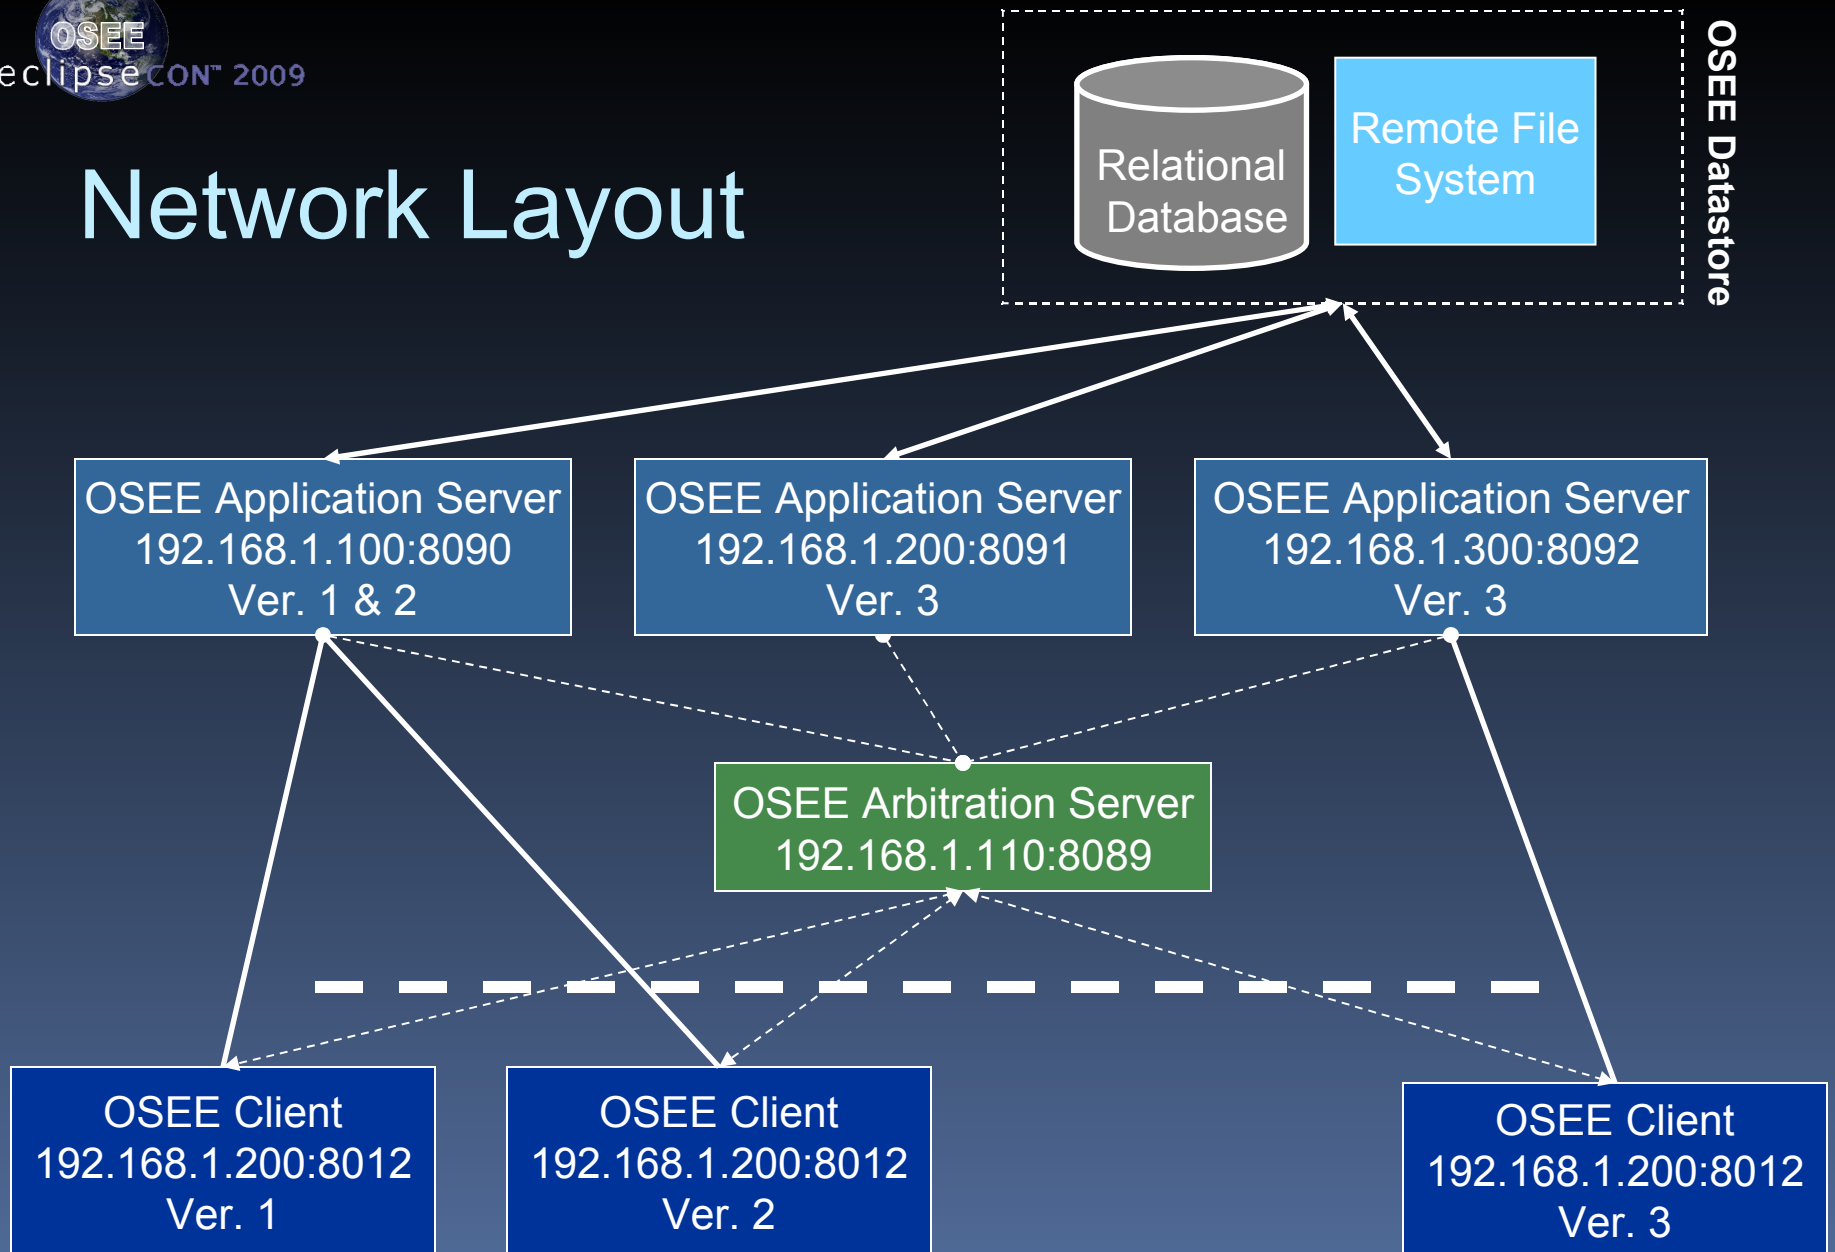 OSEE
eclipsecon™ 2009
Network Layout
Relational
Database
Remote File
System
OSEE Datastore
OSEE Application Server
192.168.1.100:8090
Ver. 1 & 2
OSEE Application Server
192.168.1.200:8091
Ver. 3
OSEE Application Server
192.168.1.300:8092
Ver. 3
OSEE Arbitration Server
192.168.1.110:8089
OSEE Client
192.168.1.200:8012
Ver. 1
OSEE Client
192.168.1.200:8012
Ver. 2
OSEE Client
192.168.1.200:8012
Ver. 3